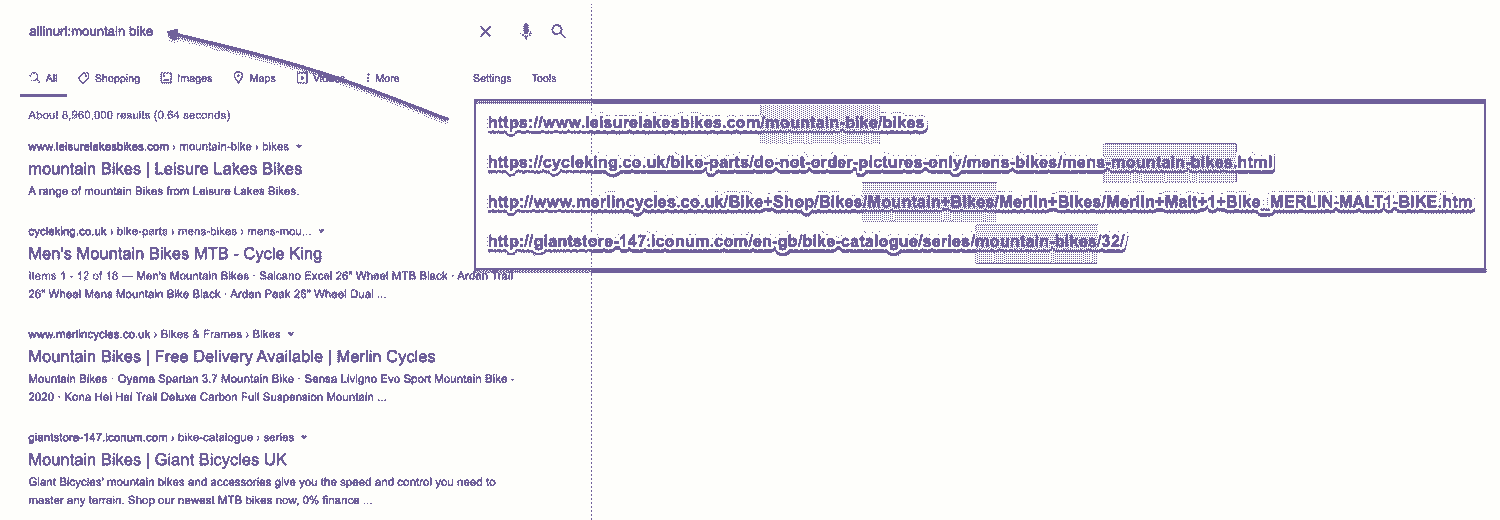 allinurl:mountain bike
All Shopping Images Maps Videos More Settings Tools
About 8,960,000 results (0.64 seconds)
www.leisurelakesbikes.com › mountain-bike › bikes
mountain Bikes | Leisure Lakes Bikes
A range of mountain Bikes from Leisure Lakes Bikes.
cycleking.co.uk › bike-parts › mens-bikes › mens-mou...
Men's Mountain Bikes MTB - Cycle King
Items 1 - 12 of 18 — Men's Mountain Bikes · Salcano Excel 26" Wheel MTB Black · Arden Trail
26" Wheel Mens Mountain Bike Black · Arden Peak 26" Wheel Dual ...
www.merlincycles.co.uk › Bikes & Frames › Bikes
Mountain Bikes | Free Delivery Available | Merlin Cycles
Mountain Bikes · Oyama Spartan 3.7 Mountain Bike · Sensa Livigno Evo Sport Mountain Bike -
2020 · Kona Hei Hei Trail Deluxe Carbon Full Suspension Mountain ...
giantstore-147.iconum.com › bike-catalogue › series
Mountain Bikes | Giant Bicycles UK
Giant Bicycles' mountain bikes and accessories give you the speed and control you need to
master any terrain. Shop our newest MTB bikes now, 0% finance ...
https://www.leisurelakesbikes.com/mountain-bike/bikes
https://cycleking.co.uk/bike-parts/do-not-order-pictures-only/mens-bikes/mens-mountain-bikes.html
http://www.merlincycles.co.uk/Bike+Shop/Bikes/Mountain+Bikes/Merlin+Bikes/Merlin+Malt+1+Bike_MERLIN-MALT1-BIKE.htm
http://giantstore-147.iconum.com/en-gb/bike-catalogue/series/mountain-bikes/32/